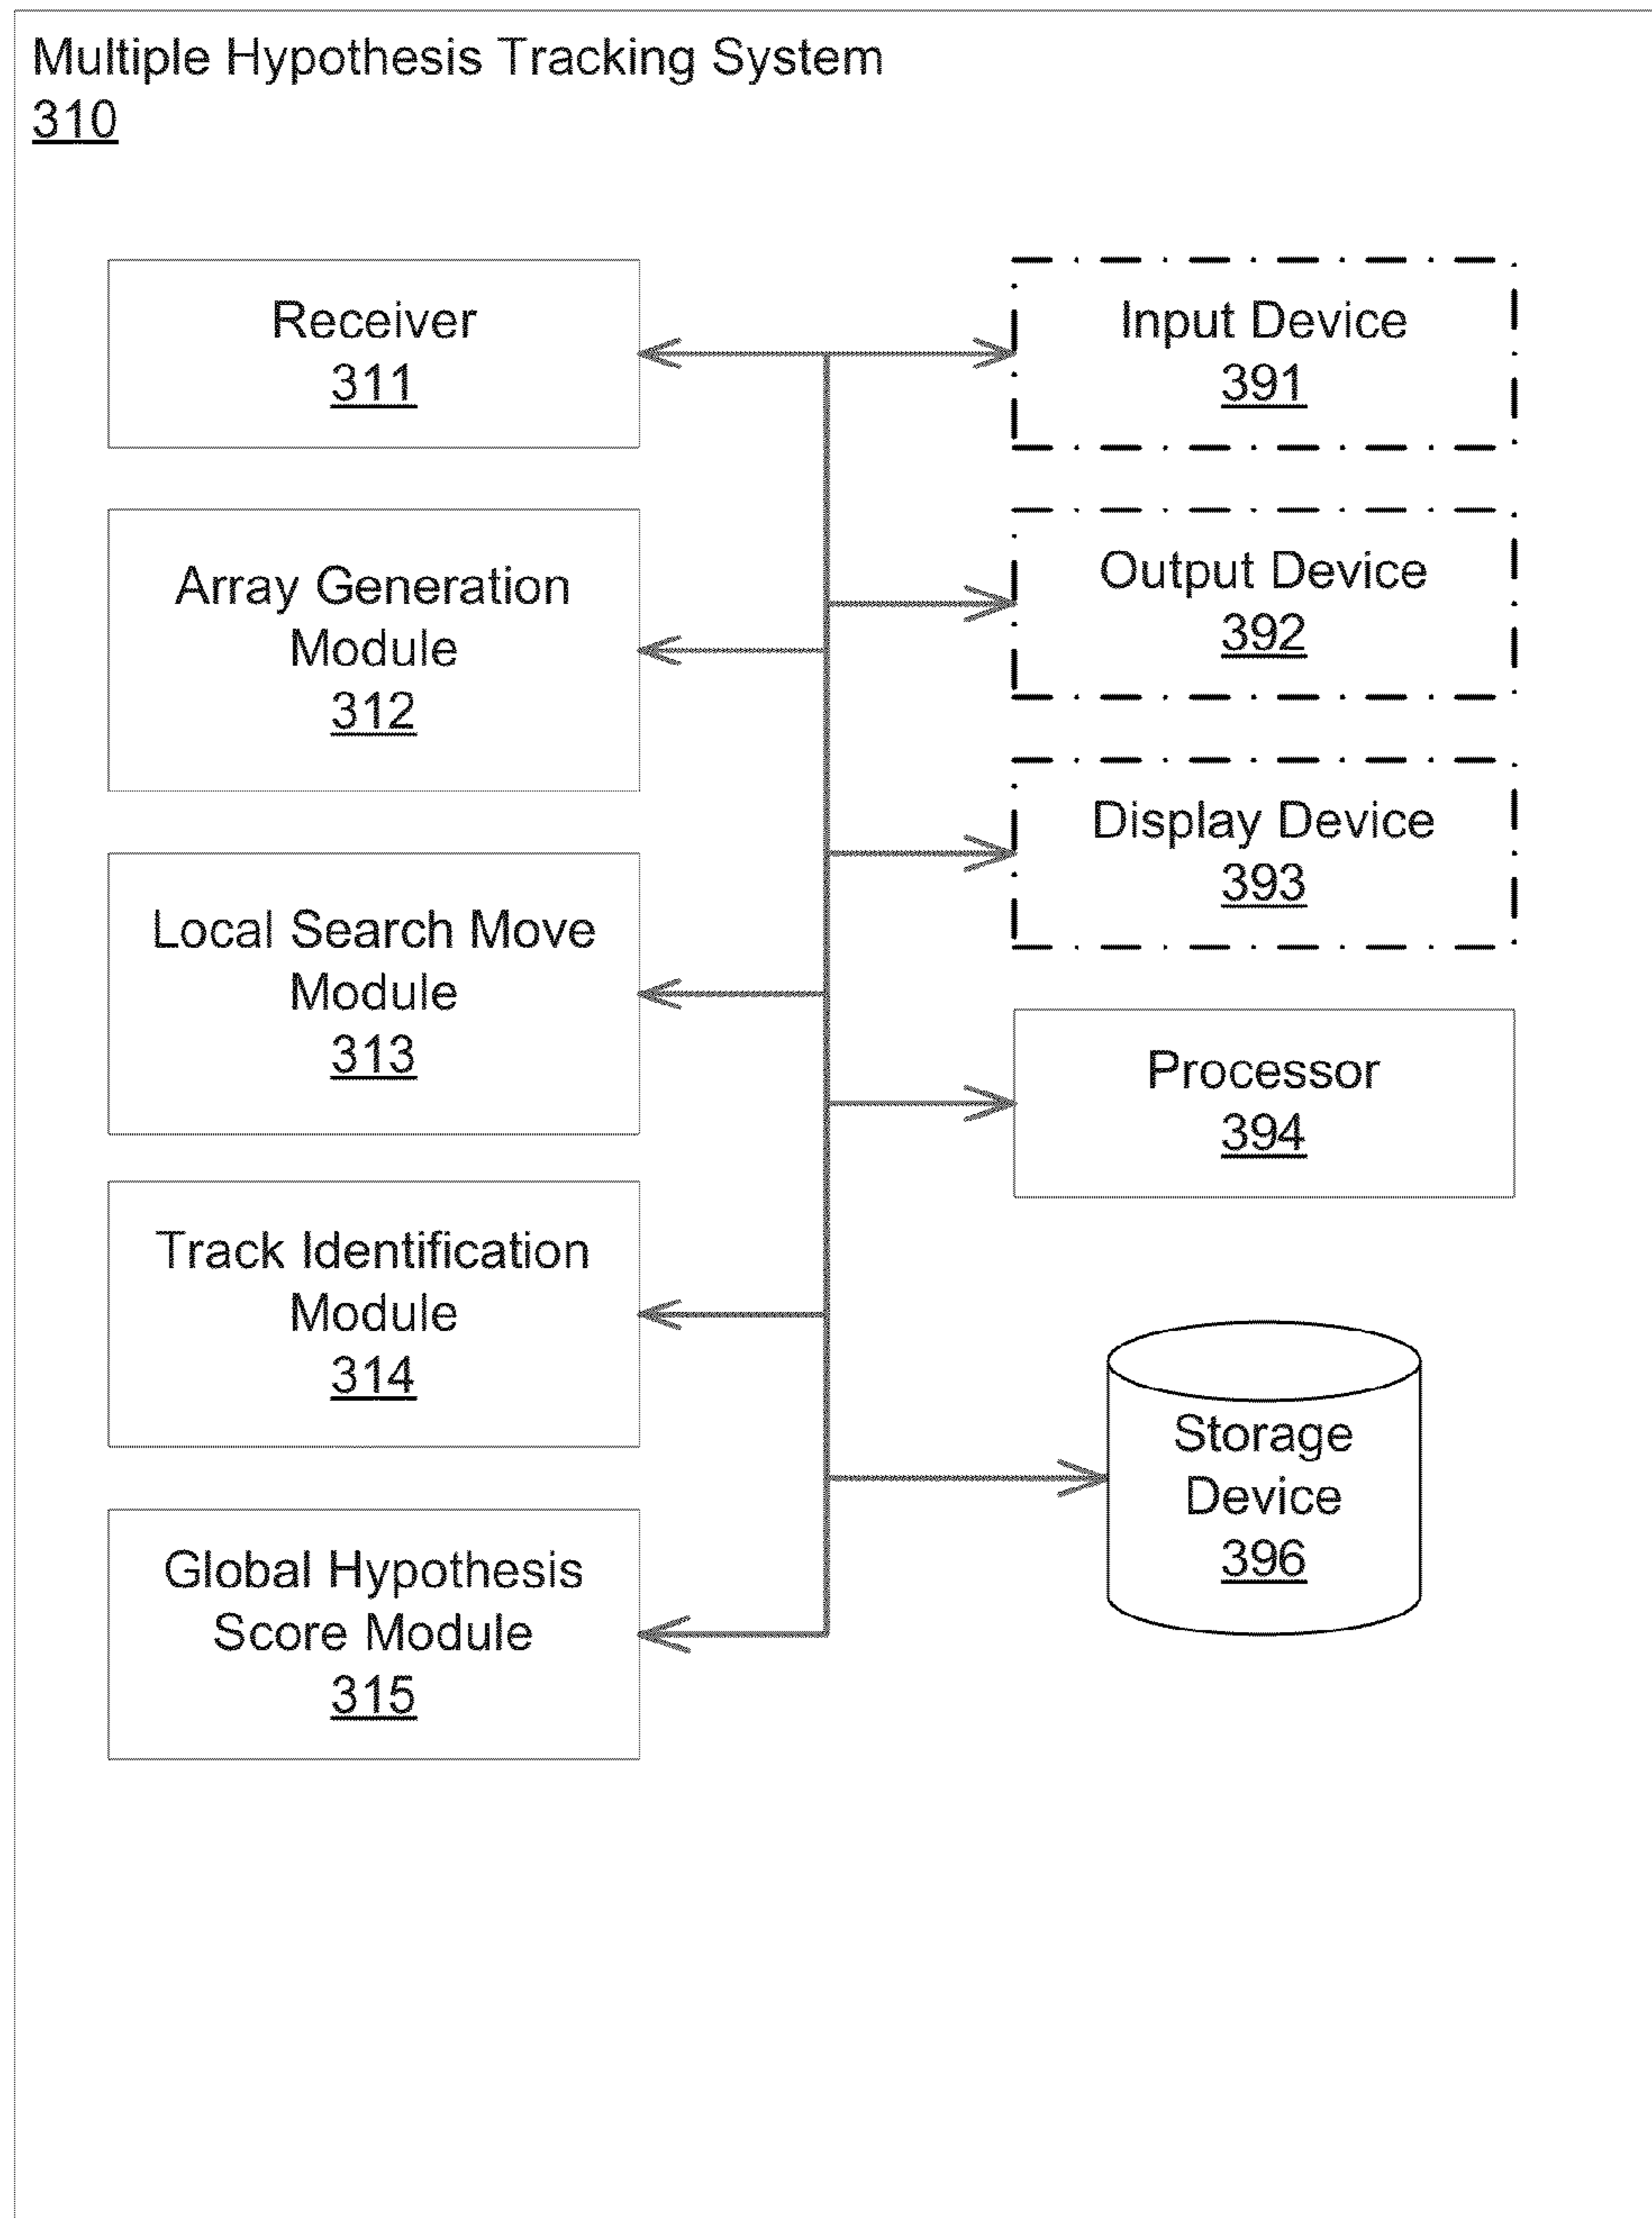 Multiple Hypothesis Tracking System
310
Receiver
311
Array Generation
Module
312
Local Search Move
Module
313
Track Identification
Module
314
Global Hypothesis
Score Module
315
Input Device
391
Output Device
392
Display Device
393
Processor
394
Storage
Device
396